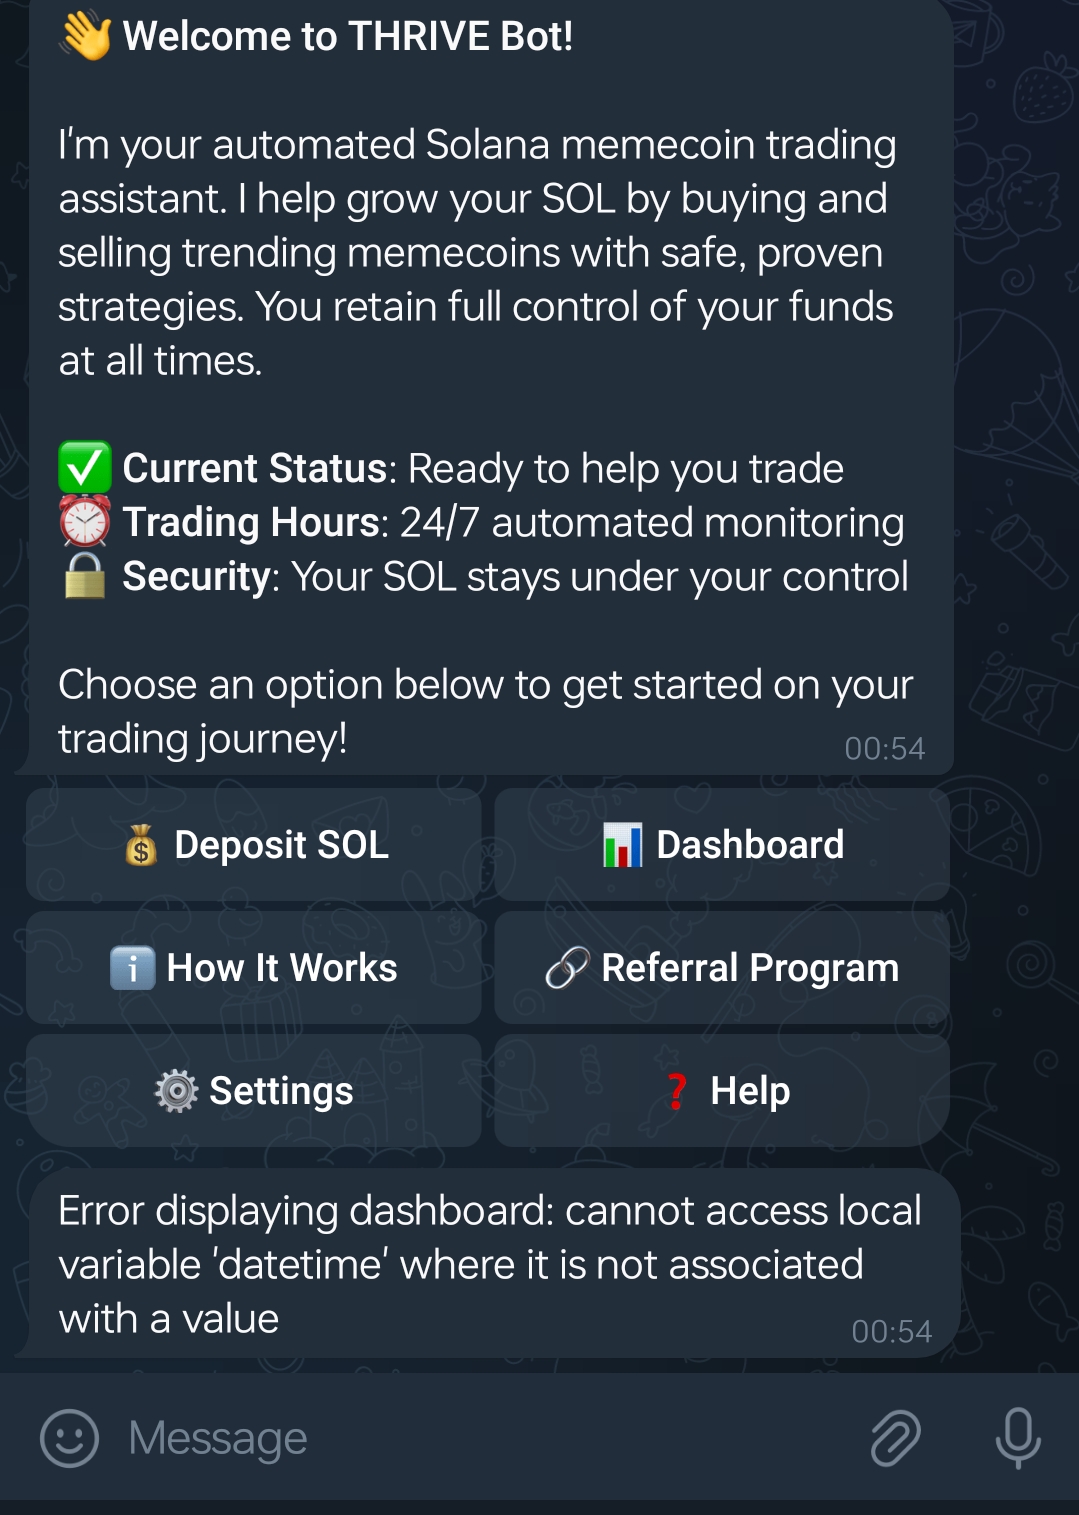 👋 Welcome to THRIVE Bot!
I'm your automated Solana memecoin trading
assistant. I help grow your SOL by buying and
selling trending memecoins with safe, proven
strategies. You retain full control of your funds
at all times.
✅ Current Status: Ready to help you trade
⏰ Trading Hours: 24/7 automated monitoring
🔒 Security: Your SOL stays under your control
Choose an option below to get started on your
trading journey!
00:54
💰 Deposit SOL
📊 Dashboard
ℹ️ How It Works
🔗 Referral Program
⚙️ Settings
❓ Help
Error displaying dashboard: cannot access local
variable 'datetime' where it is not associated
with a value
00:54
Message